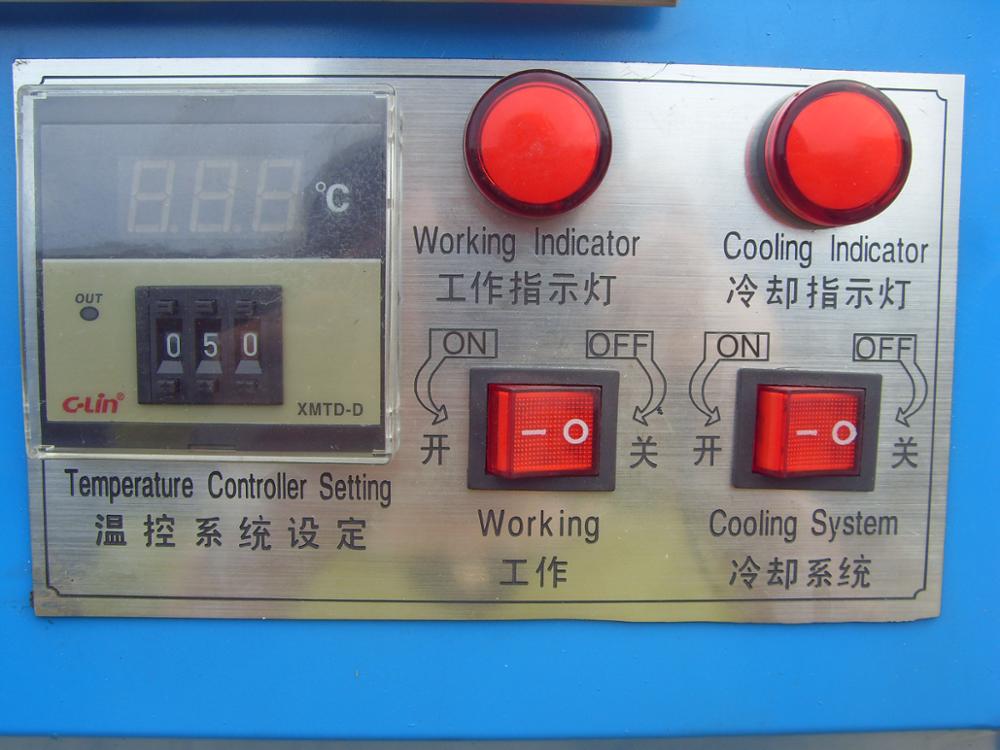 °C
OUT
0 5 0
C-Lin®
XMTD-D
Temperature Controller Setting
温控系统设定
Working Indicator
工作指示灯
ON OFF
开 关
Working
工作
Cooling Indicator
冷却指示灯
ON OFF
开 关
Cooling System
冷却系统